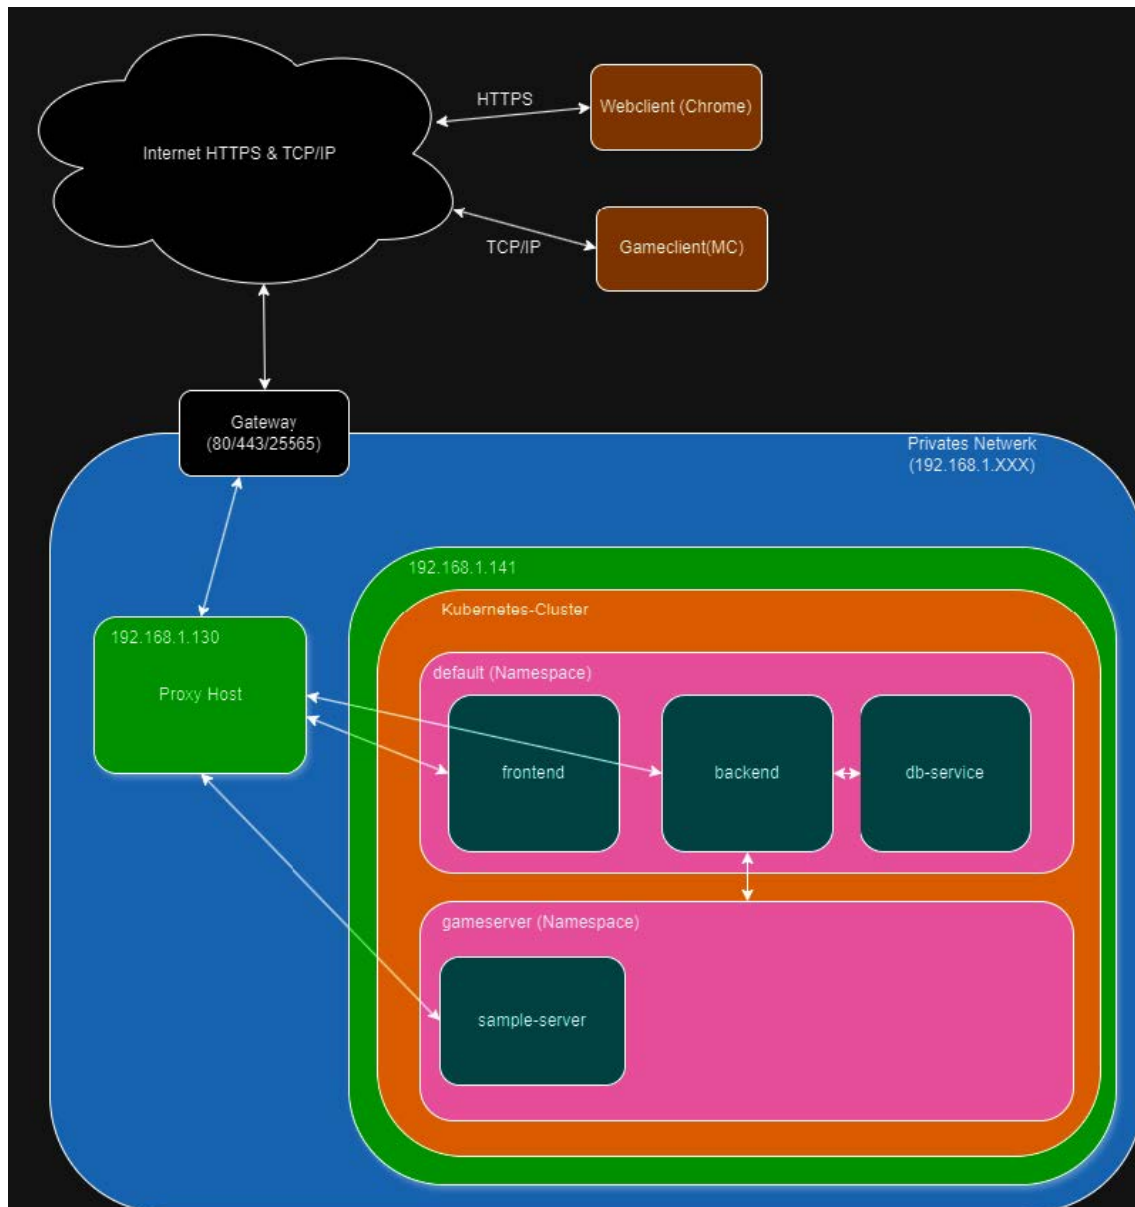 HTTPS
Webclient (Chrome)
Internet HTTPS & TCP/IP
TCP/IP
Gameclient(MC)
Gateway
(80/443/25565)
Privates Netwerk
(192.168.1.XXX)
192.168.1.141
Kubernetes-Cluster
192.168.1.130
Proxy Host
default (Namespace)
frontend
backend
db-service
gameserver (Namespace)
sample-server